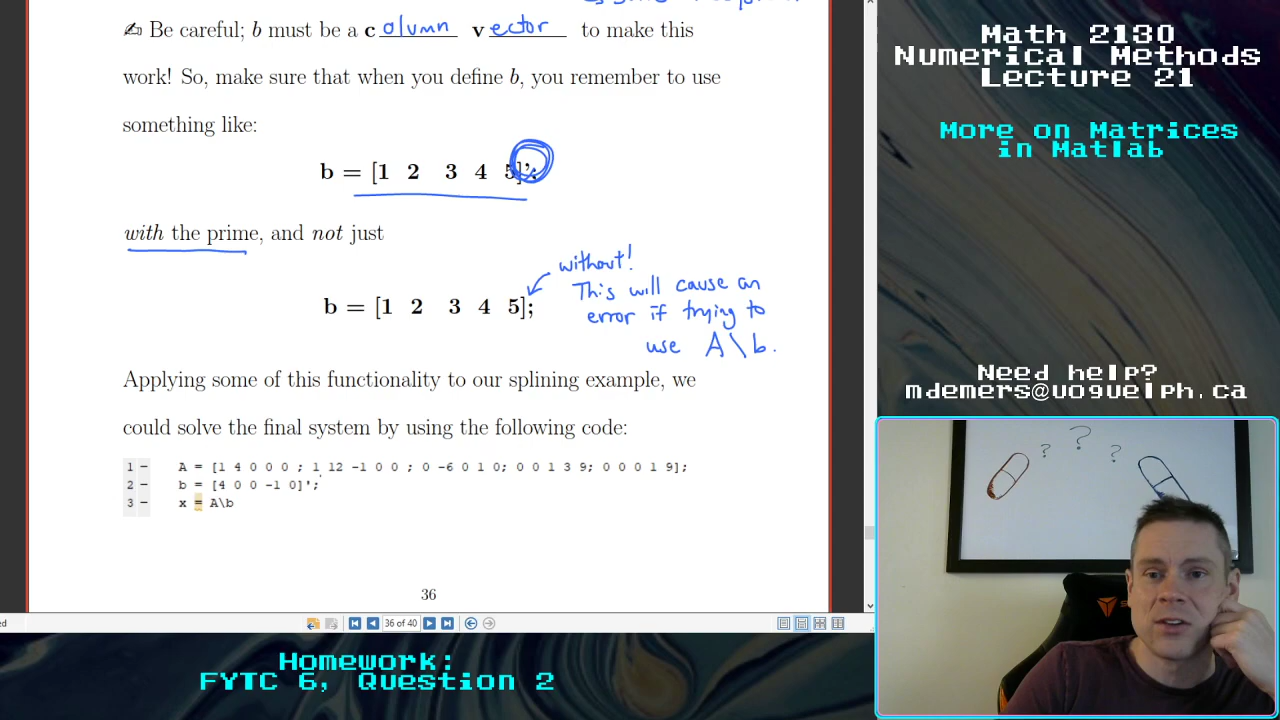 ✍ Be careful; b must be a column vector to make this
work! So, make sure that when you define b, you remember to use
something like:
b = [1 2 3 4 5]';
with the prime, and not just
without!
This will cause an
error if trying to
use A\b.
b = [1 2 3 4 5];
Applying some of this functionality to our splining example, we
could solve the final system by using the following code:
1 - A = [1 4 0 0 0 ; 1 12 -1 0 0 ; 0 -6 0 1 0; 0 0 1 3 9; 0 0 0 1 9];
2 - b = [4 0 0 -1 0]';
3 - x = A\b
36
36 of 40
Homework:
FYTC 6, Question 2
Math 2130
Numerical Methods
Lecture 21
More on Matrices
in Matlab
Need help?
mdemers@uoguelph.ca
? ? ?